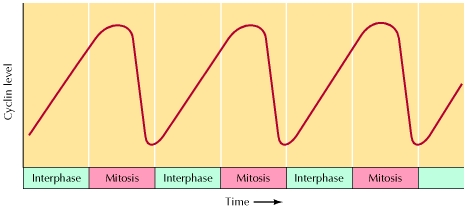 Cyclin level
Interphase Mitosis Interphase Mitosis Interphase Mitosis
Time